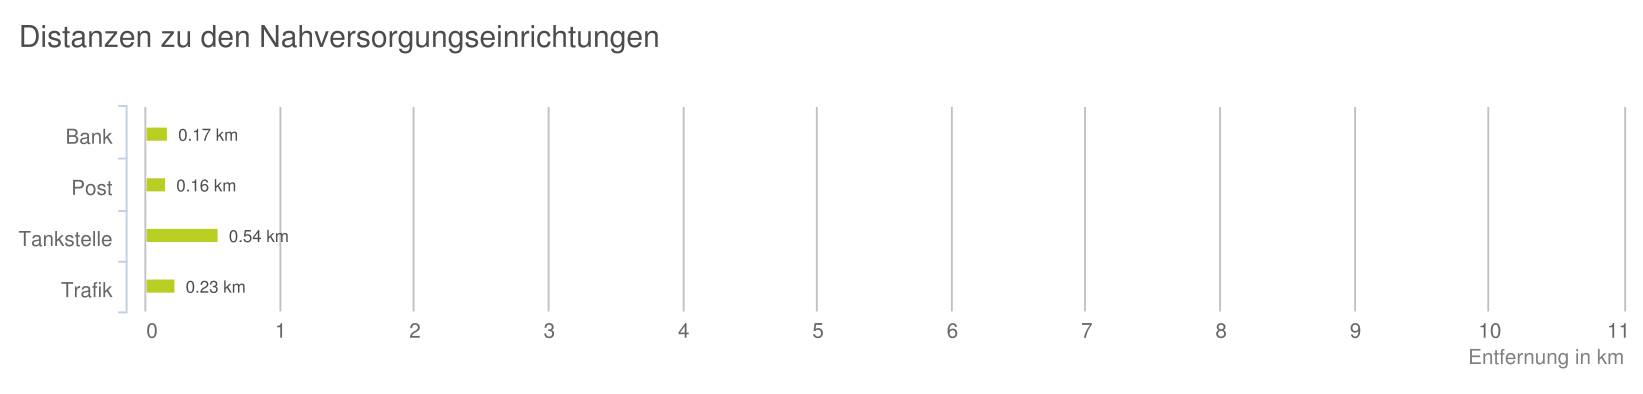 Distanzen zu den Nahversorgungseinrichtungen
Bank 0.17 km
Post 0.16 km
Tankstelle 0.54 km
Trafik 0.23 km
0 1 2 3 4 5 6 7 8 9 10 11
Entfernung in km